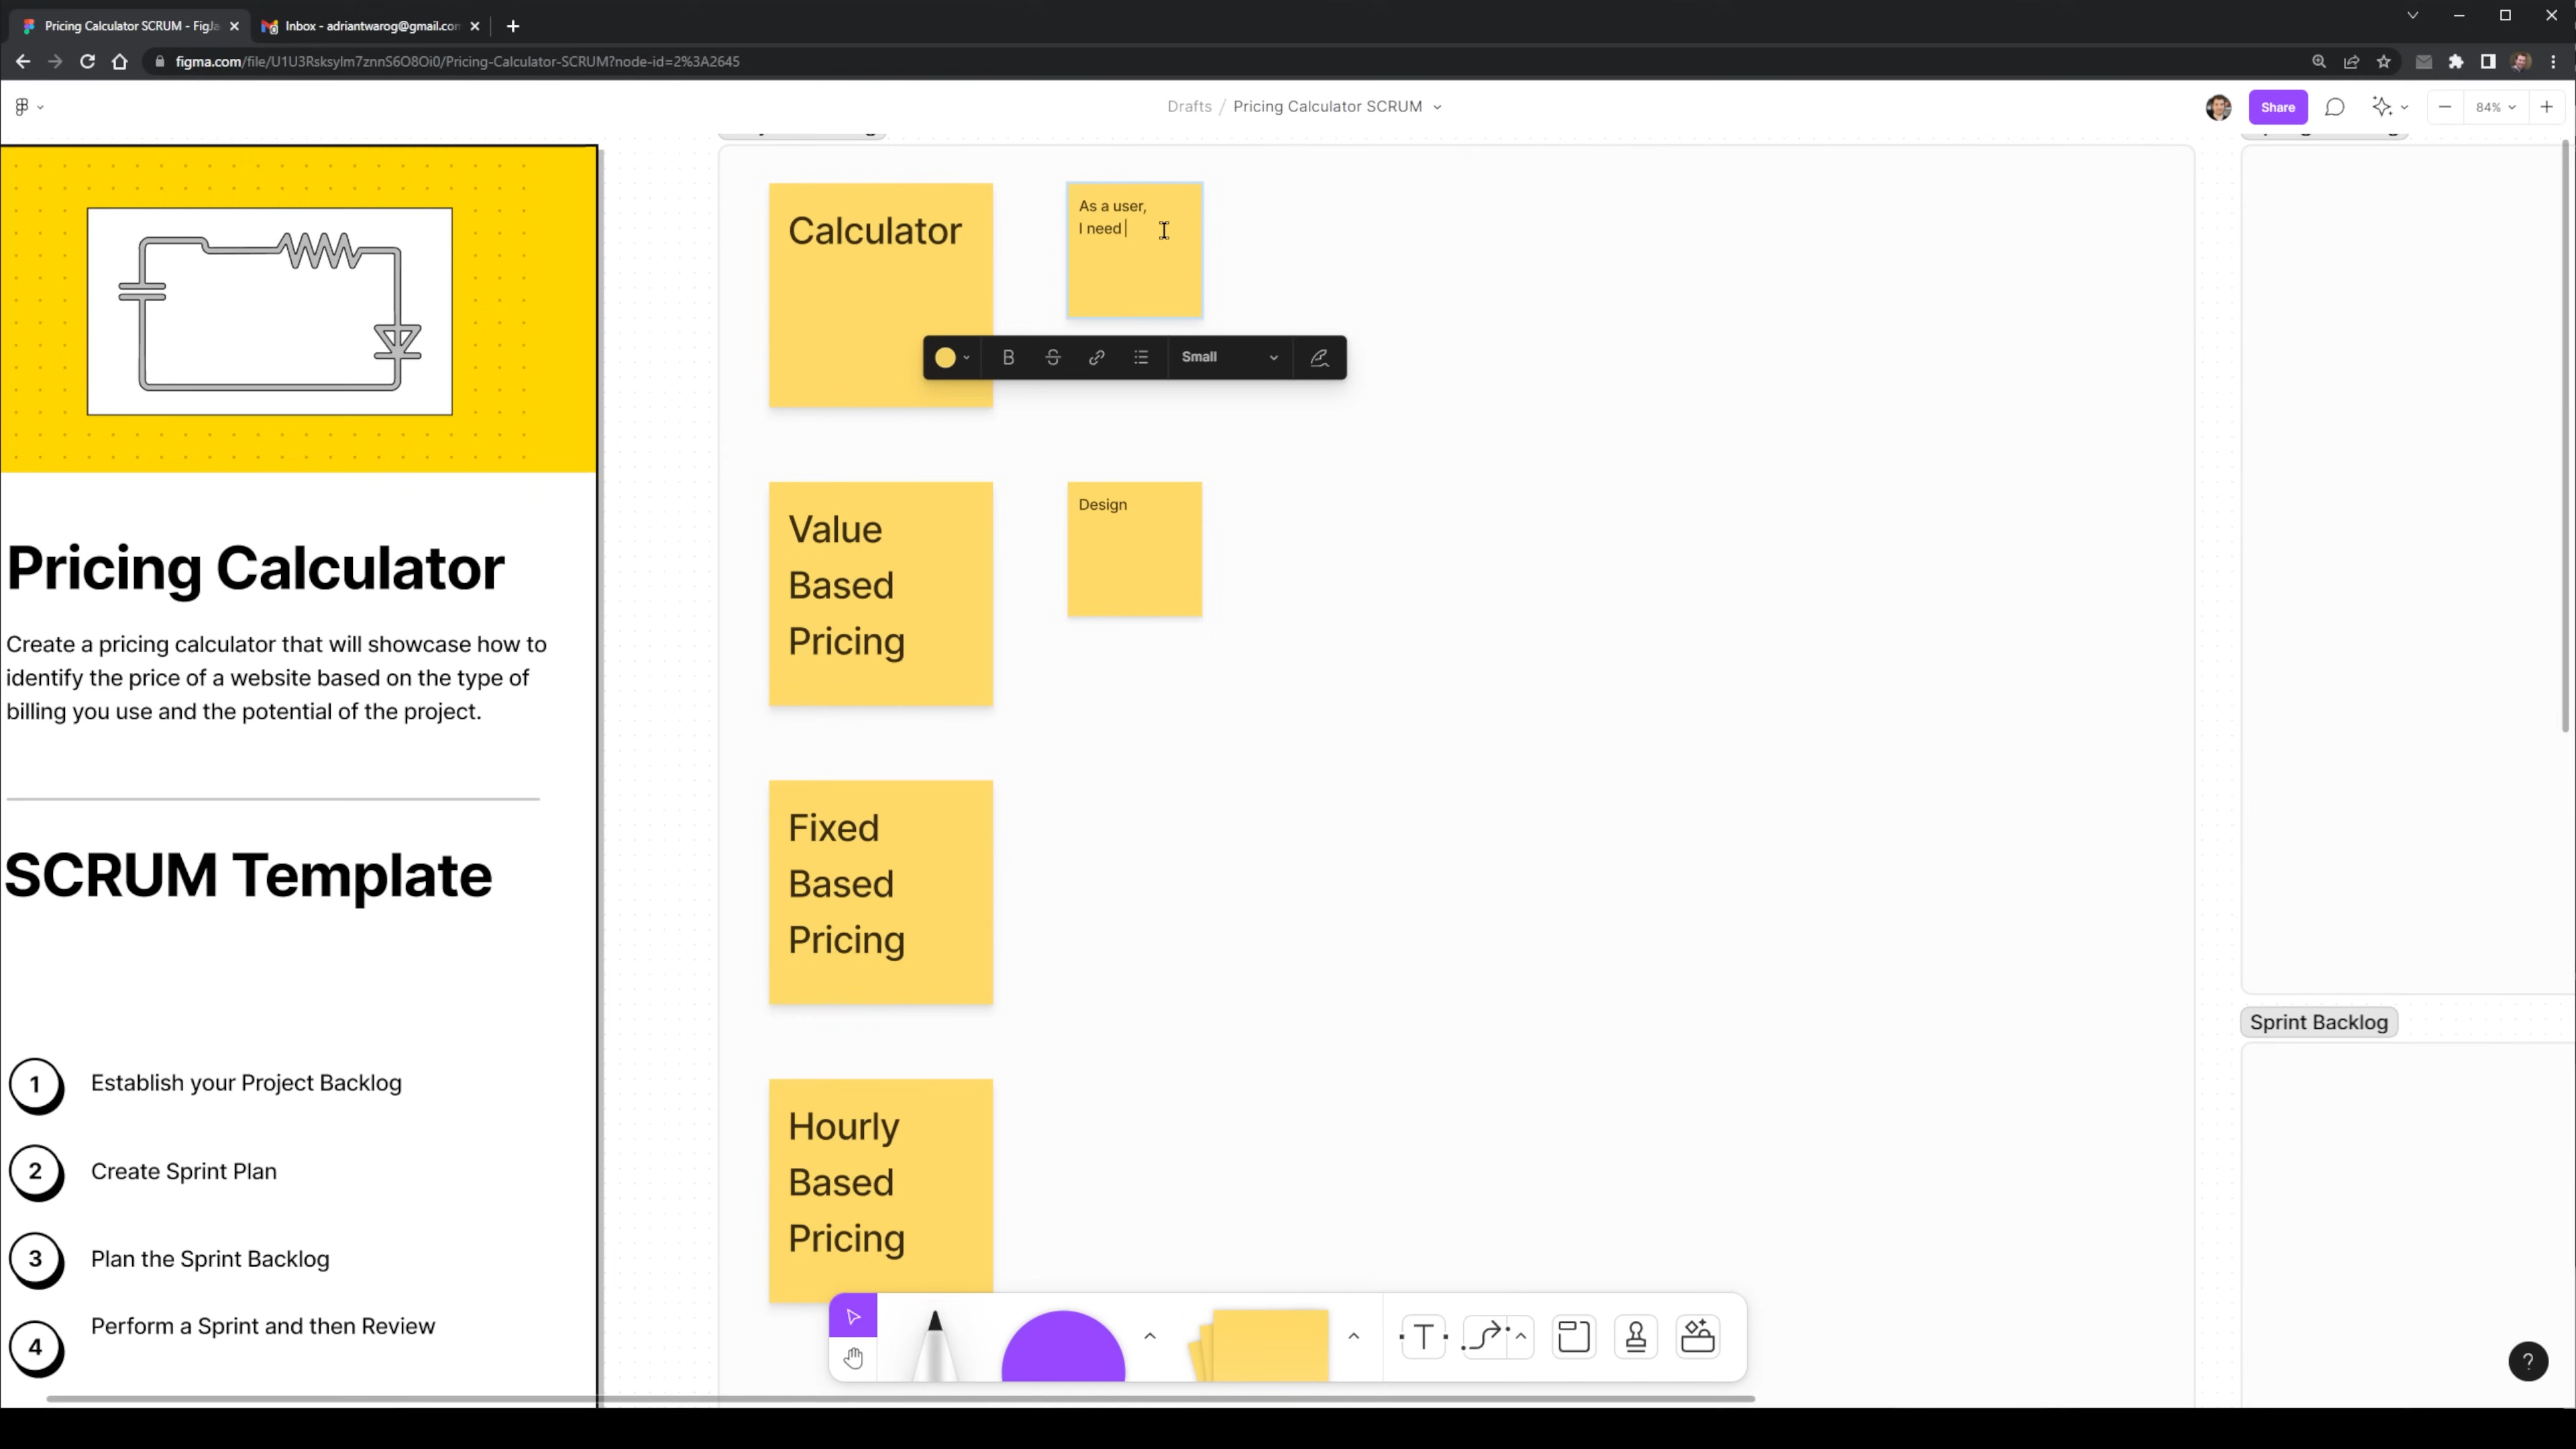 Pricing Calculator SCRUM - FigJa
Inbox - adriantwarog@gmail.con
figma.com/file/U1U3Rsksylm7znnS6O8Oi0/Pricing-Calculator-SCRUM?node-id=2%3A2645
Drafts / Pricing Calculator SCRUM
Share
84%
Pricing Calculator
Create a pricing calculator that will showcase how to
identify the price of a website based on the type of
billing you use and the potential of the project.
SCRUM Template
1 Establish your Project Backlog
2 Create Sprint Plan
3 Plan the Sprint Backlog
4 Perform a Sprint and then Review
Calculator
As a user,
I need
B S Small
Value
Based
Pricing
Design
Fixed
Based
Pricing
Hourly
Based
Pricing
T
Sprint Backlog
?